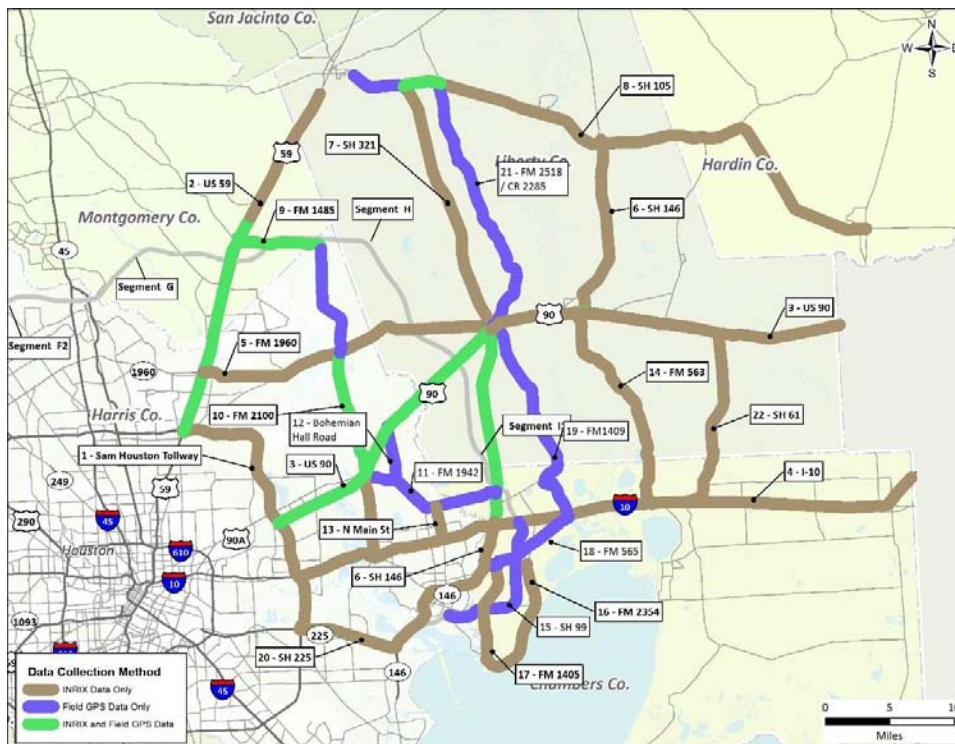 San Jacinto Co.
N
W
E
S
8 - SH 105
59
7 - SH 321
Liberty Co.
Hardin Co.
21 - FM 2518
/ CR 2285
2 - US 59
9 - FM 1485
Segment H
6 - SH 146
Montgomery Co.
45
Segment G
90
3 - US 90
Segment F2
5 - FM 1960
1960
14 - FM 563
90
Harris Co.
10 - FM 2100
22 - SH 61
12 - Bohemian
Hall Road
Segment I
19 - FM1409
1 - Sam Houston Tollway
3 - US 90
11 - FM 1942
4 - I-10
249
59
10
290
45
13 - N Main St
90A
Houston
610
18 - FM 565
6 - SH 146
10
146
16 - FM 2354
1093
225
15 - SH 99
20 - SH 225
17 - FM 1405
146
Chambers Co.
45
Data Collection Method
INRIX Data Only
Field GPS Data Only
INRIX and Field GPS Data
0
5
10
Miles